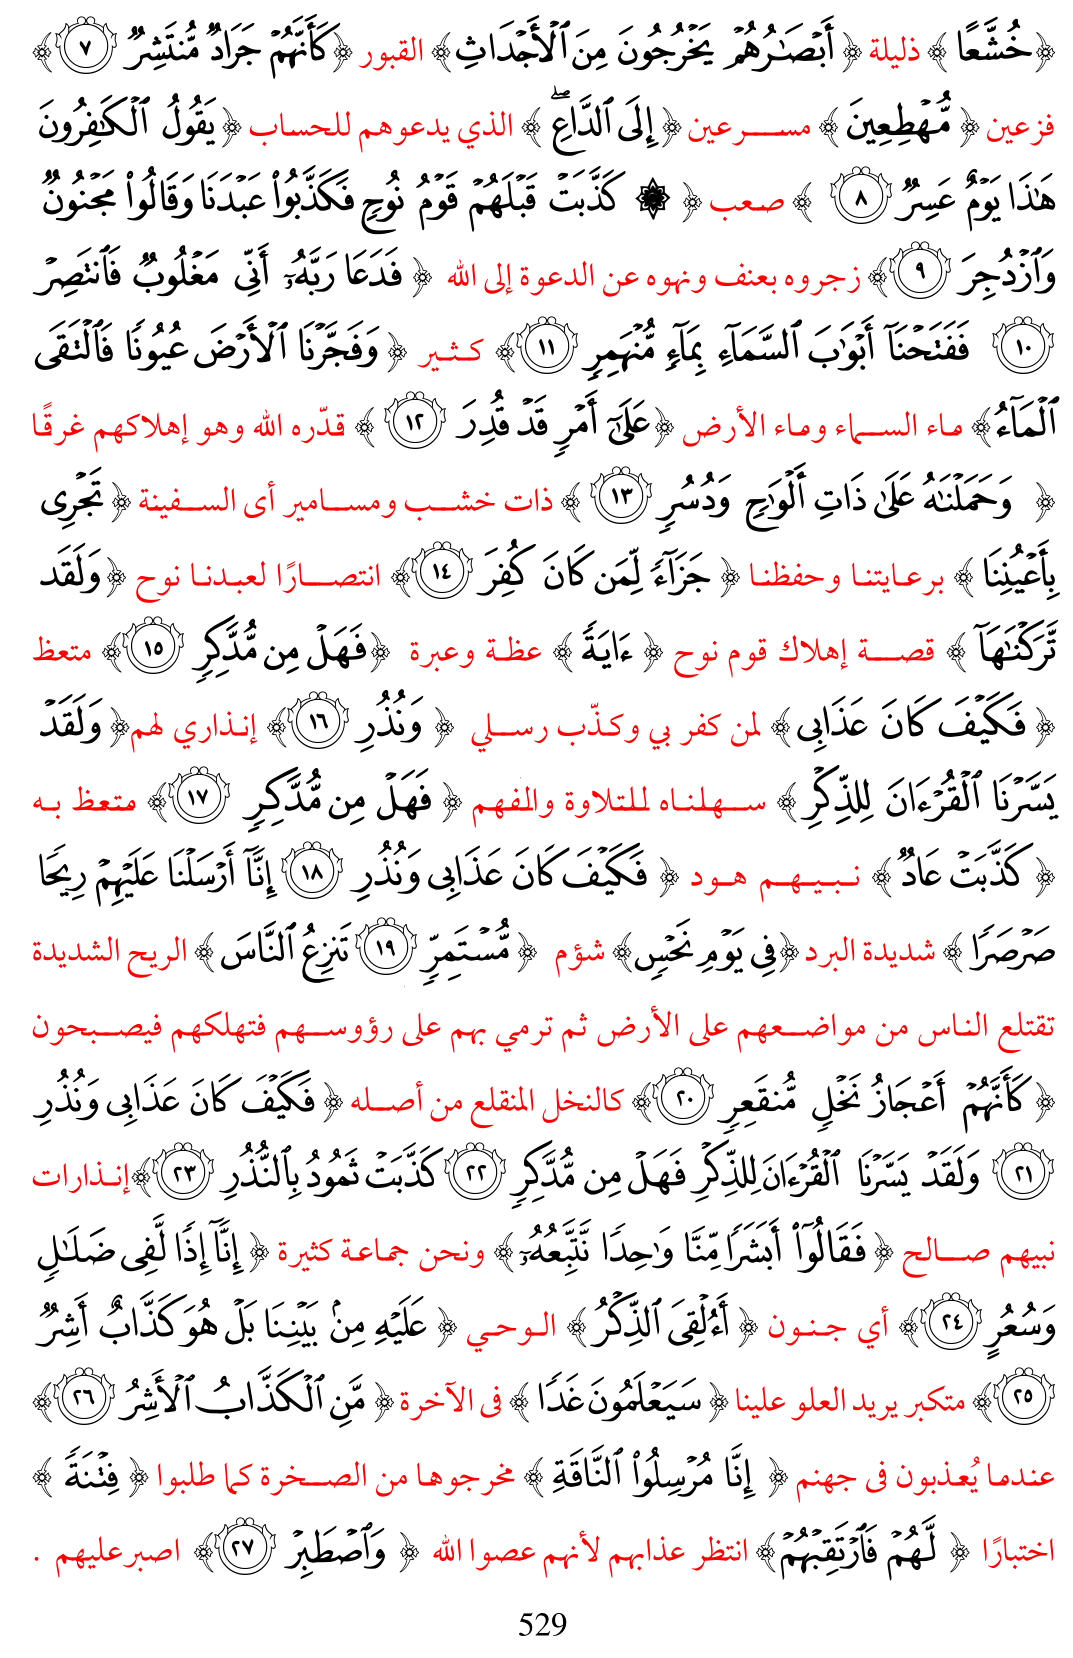 ﴿ خُشَّعًا ﴾ ذليلة ﴿ أَبْصَـٰرُهُمْ يَخْرُجُونَ مِنَ ٱلْأَجْدَاثِ﴾ القبور ﴿كَأَنَّهُمْ جَرَادٌ مُّنتَشِرٌ ٧ ﴾
فزعين ﴿ مُّهْطِعِينَ ﴾ مسرعين ﴿ إِلَى ٱلدَّاعِ ۖ ﴾ الذي يدعوهم للحساب ﴿ يَقُولُ ٱلْكَـٰفِرُونَ
هَـٰذَا يَوْمٌ عَسِرٌ ٨ ﴾ صعب ﴿ ۞ كَذَّبَتْ قَبْلَهُمْ قَوْمُ نُوحٍ فَكَذَّبُوا۟ عَبْدَنَا وَقَالُوا۟ مَجْنُونٌ
وَٱزْدُجِرَ ٩ ﴾ زجروه بعنف ونهوه عن الدعوة إلى الله ﴿ فَدَعَا رَبَّهُۥٓ أَنِّى مَغْلُوبٌ فَٱنتَصِرْ
١٠ فَفَتَحْنَآ أَبْوَٰبَ ٱلسَّمَآءِ بِمَآءٍ مُّنْهَمِرٍ ١١ ﴾ كثير ﴿ وَفَجَّرْنَا ٱلْأَرْضَ عُيُونًا فَٱلْتَقَى
ٱلْمَآءُ﴾ ماء السماء وماء الأرض ﴿عَلَىٰٓ أَمْرٍ قَدْ قُدِرَ ١٢ ﴾ قدّره الله وهو إهلاكهم غرقًا
﴿ وَحَمَلْنَـٰهُ عَلَىٰ ذَاتِ أَلْوَٰحٍ وَدُسُرٍ ١٣ ﴾ ذات خشب ومسامير أى السفينة ﴿ تَجْرِى
بِأَعْيُنِنَا ﴾ برعايتنا وحفظنا ﴿ جَزَآءً لِّمَن كَانَ كُفِرَ ١٤ ﴾ انتصارًا لعبدنا نوح ﴿ وَلَقَد
تَّرَكْنَـٰهَآ ﴾ قصة إهلاك قوم نوح ﴿ ءَايَةً ﴾ عظة وعبرة ﴿فَهَلْ مِن مُّدَّكِرٍ ١٥ ﴾ متعظ
﴿ فَكَيْفَ كَانَ عَذَابِى ﴾ لمن كفر بي وكذّب رسلي ﴿ وَنُذُرِ ١٦ ﴾ إنذاري لهم﴿ وَلَقَدْ
يَسَّرْنَا ٱلْقُرْءَانَ لِلذِّكْرِ ﴾ سهلناه للتلاوة والفهم ﴿ فَهَلْ مِن مُّدَّكِرٍ ١٧ ﴾ متعظ به
﴿ كَذَّبَتْ عَادٌ ﴾ نبيهم هود ﴿ فَكَيْفَ كَانَ عَذَابِى وَنُذُرِ ١٨ إِنَّآ أَرْسَلْنَا عَلَيْهِمْ رِيحًا
صَرْصَرًا ﴾ شديدة البرد ﴿فِى يَوْمِ نَحْسٍ﴾ شؤم ﴿ مُّسْتَمِرٍّ ١٩ تَنزِعُ ٱلنَّاسَ ﴾ الريح الشديدة
تقتلع الناس من مواضعهم على الأرض ثم ترمي بهم على رؤوسهم فتهلكهم فيصبحون
﴿ كَأَنَّهُمْ أَعْجَازُ نَخْلٍ مُّنقَعِرٍ ٢٠ ﴾ كالنخل المنقلع من أصله ﴿ فَكَيْفَ كَانَ عَذَابِى وَنُذُرِ
٢١ وَلَقَدْ يَسَّرْنَا ٱلْقُرْءَانَ لِلذِّكْرِ فَهَلْ مِن مُّدَّكِرٍ ٢٢ كَذَّبَتْ ثَمُودُ بِٱلنُّذُرِ ٢٣ ﴾إنذارات
نبيهم صالح ﴿ فَقَالُوٓا۟ أَبَشَرًا مِّنَّا وَٰحِدًا نَّتَّبِعُهُۥٓ ﴾ ونحن جماعة كثيرة ﴿ إِنَّآ إِذًا لَّفِى ضَلَـٰلٍ
وَسُعُرٍ ٢٤ ﴾ أي جنون ﴿ أَءُلْقِىَ ٱلذِّكْرُ ﴾ الوحي ﴿ عَلَيْهِ مِنۢ بَيْنِنَا بَلْ هُوَ كَذَّابٌ أَشِرٌ
٢٥ ﴾ متكبر يريد العلو علينا ﴿ سَيَعْلَمُونَ غَدًا ﴾ فى الآخرة ﴿ مَّنِ ٱلْكَذَّابُ ٱلْأَشِرُ ٢٦ ﴾
عندما يُعذبون فى جهنم ﴿ إِنَّا مُرْسِلُوا۟ ٱلنَّاقَةِ ﴾ مخرجوها من الصخرة كما طلبوا ﴿ فِتْنَةً ﴾
اختبارًا ﴿ لَّهُمْ فَٱرْتَقِبْهُمْ﴾ انتظر عذابهم لأنهم عصوا الله ﴿ وَٱصْطَبِرْ ٢٧ ﴾ اصبرعليهم .
529